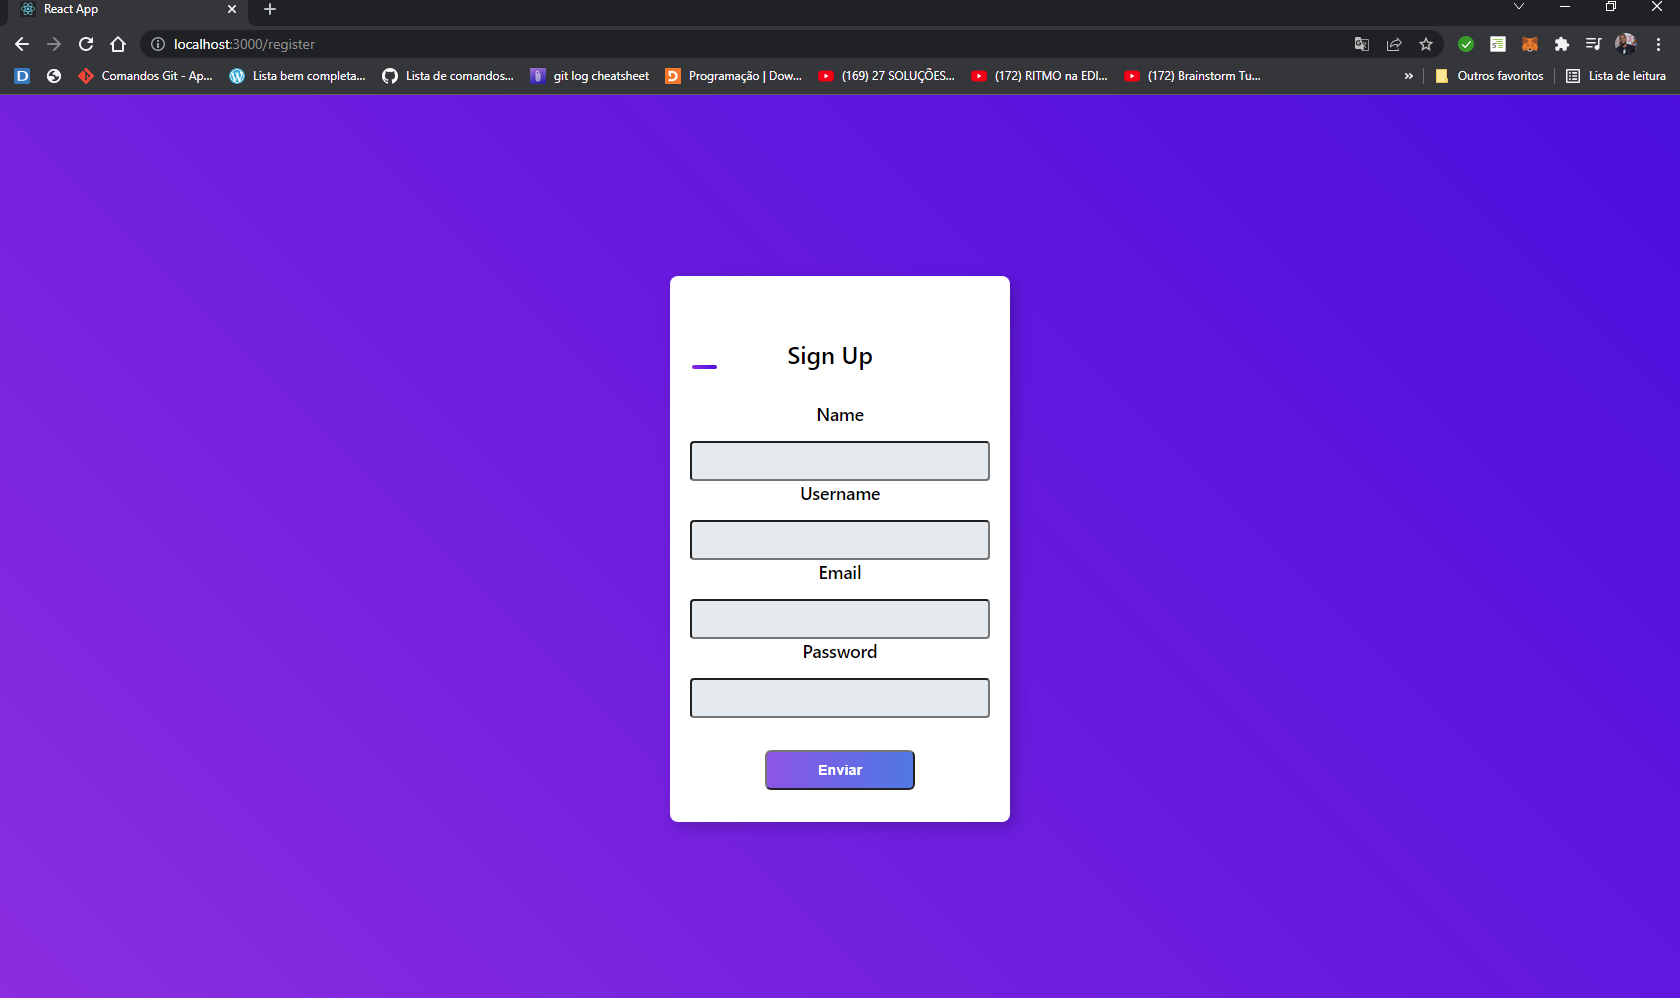 React App
localhost:3000/register
Comandos Git - Ap...
Lista bem completa...
Lista de comandos...
git log cheatsheet
Programação | Dow...
(169) 27 SOLUÇÕES...
(172) RITMO na EDI...
(172) Brainstorm Tu...
»
Outros favoritos
Lista de leitura
Sign Up
Name
Username
Email
Password
Enviar